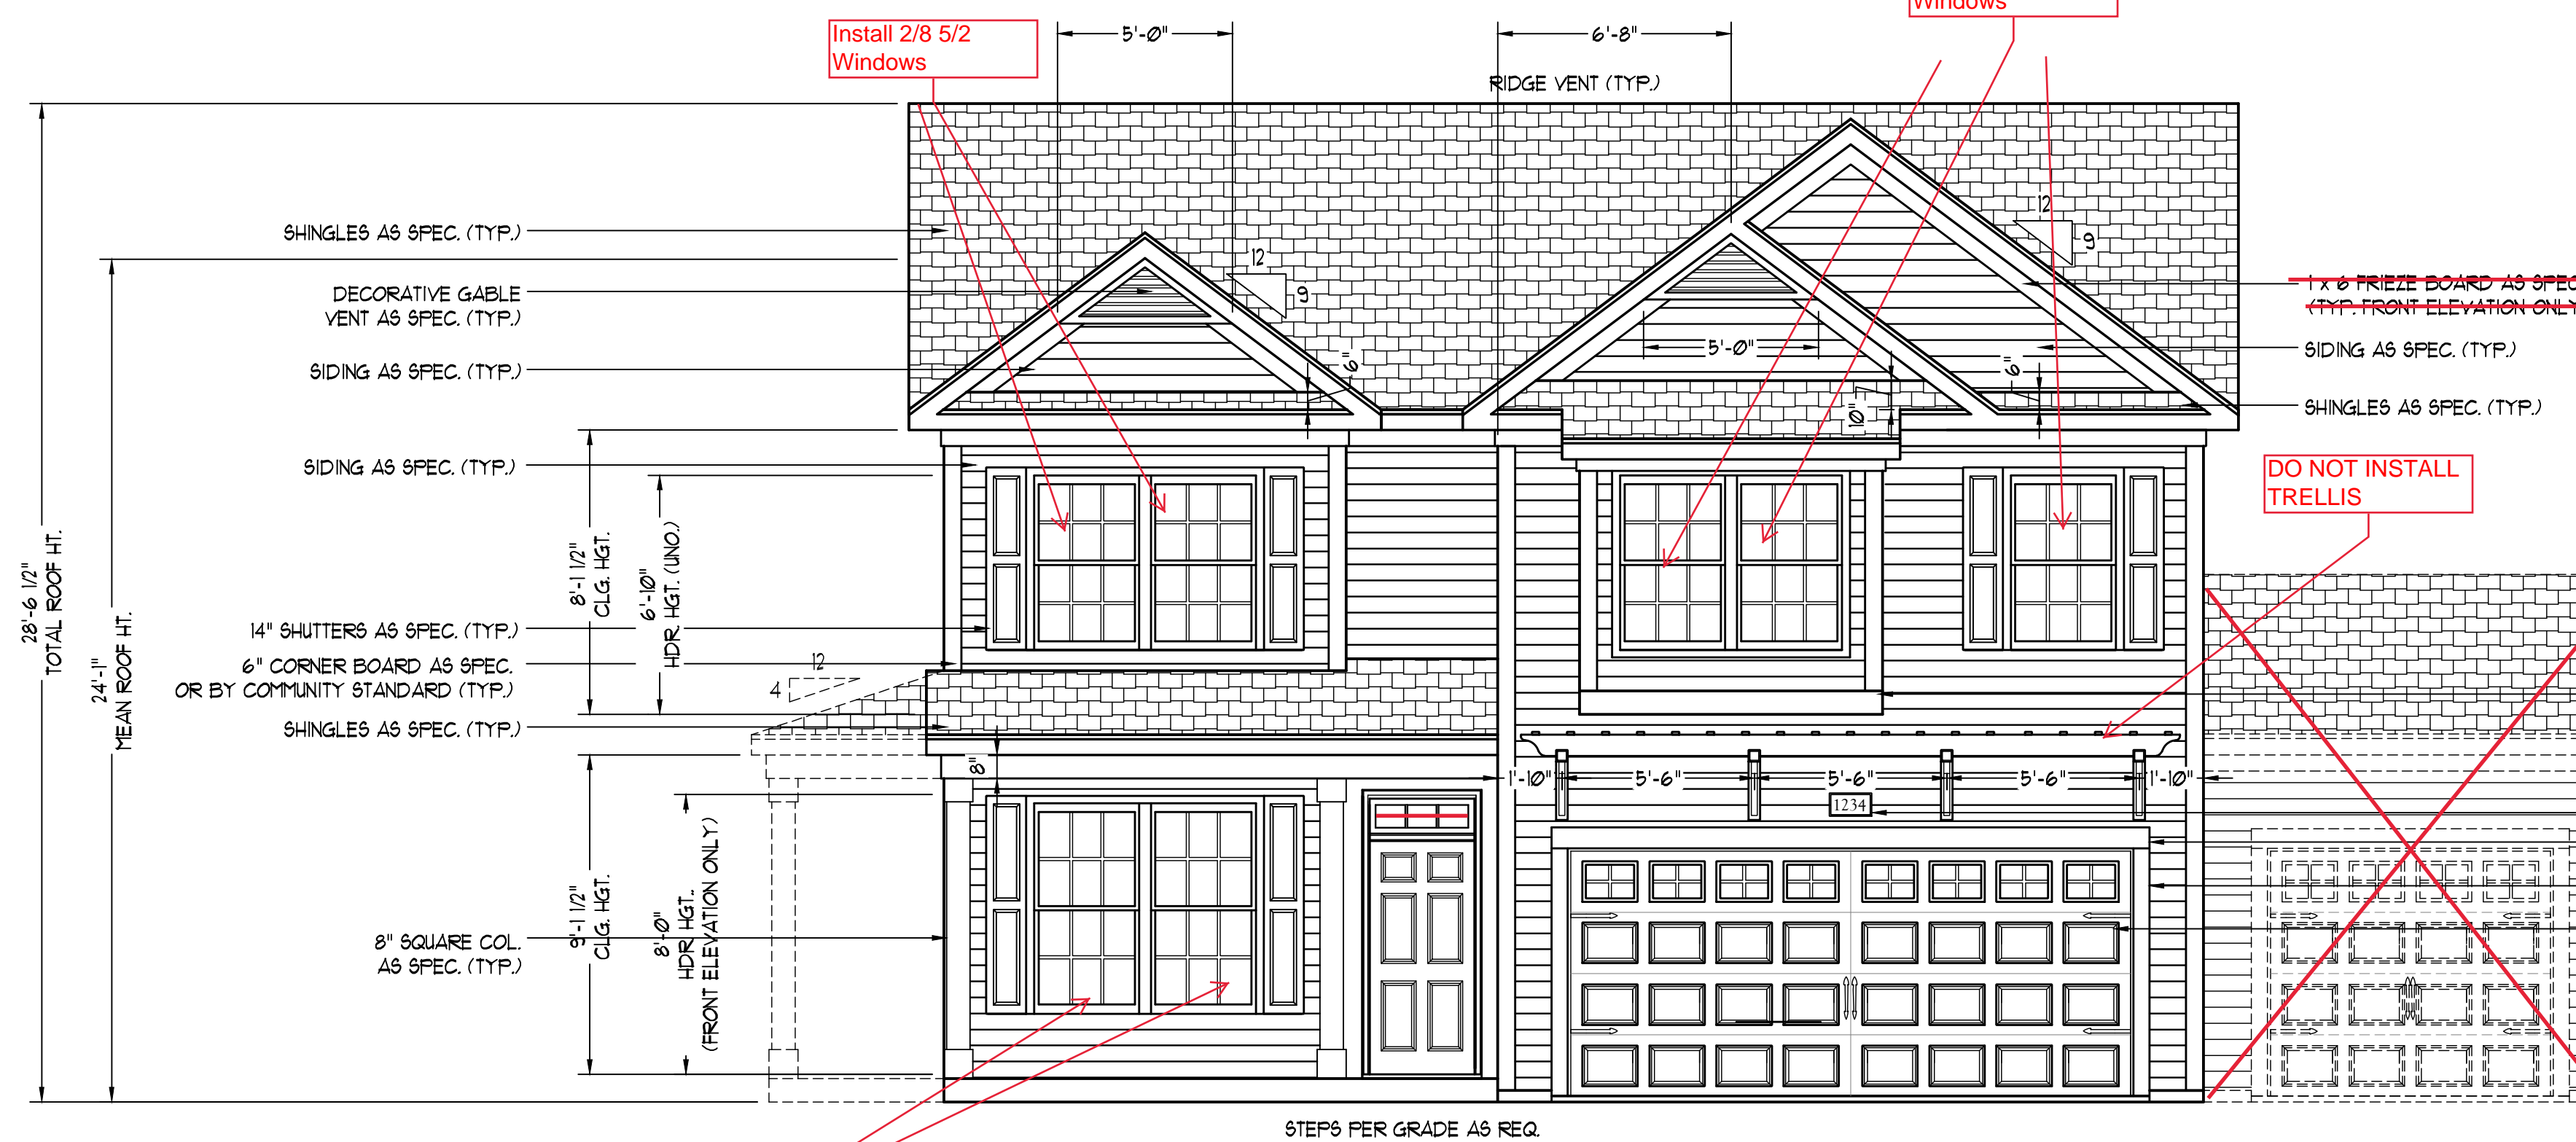 Windows
Install 2/8 5/2
Windows
5'-0"
6'-8"
RIDGE VENT (TYP.)
SHINGLES AS SPEC. (TYP.)
12
9
12
9
DECORATIVE GABLE
VENT AS SPEC. (TYP.)
1 x 6 FRIEZE BOARD AS SPEC
(TYP. FRONT ELEVATION ONLY
SIDING AS SPEC. (TYP.)
6"
5'-0"
6"
SIDING AS SPEC. (TYP.)
10"
SHINGLES AS SPEC. (TYP.)
SIDING AS SPEC. (TYP.)
DO NOT INSTALL
TRELLIS
28'-6 1/2"
TOTAL ROOF HT.
24'-1"
MEAN ROOF HT.
8'-1 1/2"
CLG. HGT.
6'-10"
HDR. HGT. (UNO.)
14" SHUTTERS AS SPEC. (TYP.)
6" CORNER BOARD AS SPEC.
OR BY COMMUNITY STANDARD (TYP.)
12
4
SHINGLES AS SPEC. (TYP.)
8"
1'-10"
5'-6"
5'-6"
5'-6"
1'-10"
1234
9'-1 1/2"
CLG. HGT.
8'-0"
HDR. HGT..
(FRONT ELEVATION ONLY)
8" SQUARE COL.
AS SPEC. (TYP.)
STEPS PER GRADE AS REQ.